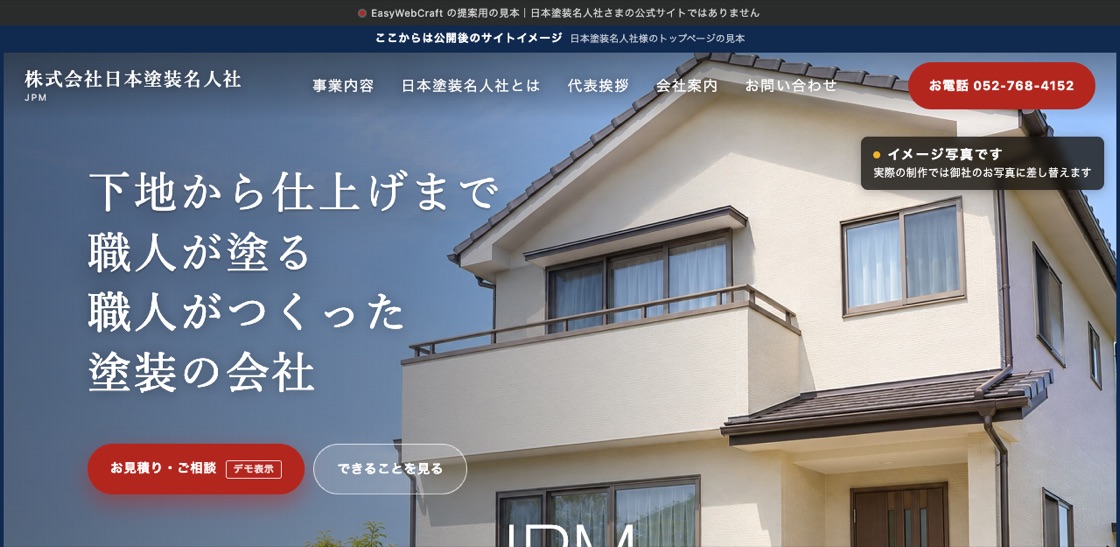 EasyWebCraft の提案用の見本｜日本塗装名人社さまの公式サイトではありません
ここからは公開後のサイトイメージ 日本塗装名人社様のトップページの見本
株式会社日本塗装名人社
JPM
事業内容 日本塗装名人社とは 代表挨拶 会社案内 お問い合わせ
お電話 052-768-4152
イメージ写真です
実際の制作では御社のお写真に差し替えます
下地から仕上げまで
職人が塗る
職人がつくった
塗装の会社
お見積り・ご相談 デモ表示
できることを見る
JPM